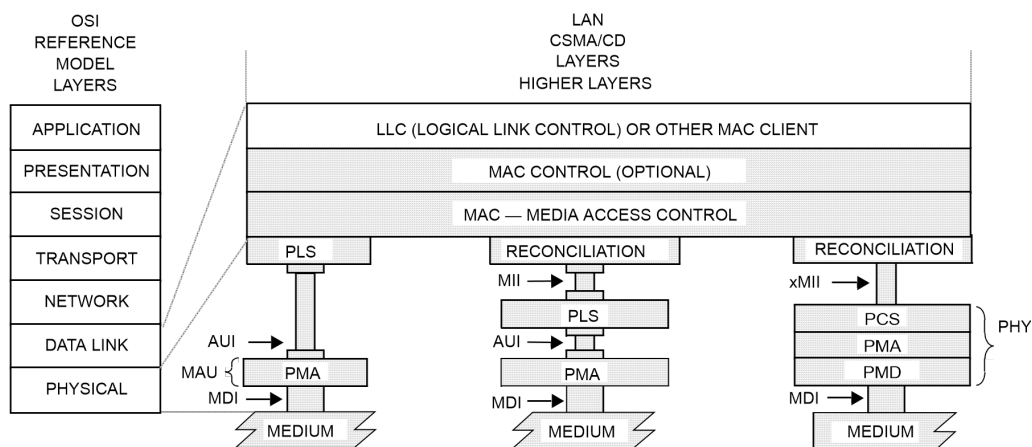 OSI
REFERENCE
MODEL
LAYERS
APPLICATION
PRESENTATION
SESSION
TRANSPORT
NETWORK
DATA LINK
PHYSICAL
LAN
CSMA/CD
LAYERS
HIGHER LAYERS
LLC (LOGICAL LINK CONTROL) OR OTHER MAC CLIENT
MAC CONTROL (OPTIONAL)
MAC — MEDIA ACCESS CONTROL
PLS
AUI
MAU
PMA
MDI
MEDIUM
RECONCILIATION
MII
PLS
AUI
PMA
MDI
MEDIUM
RECONCILIATION
xMII
PCS
PMA
PMD
PHY
MDI
MEDIUM